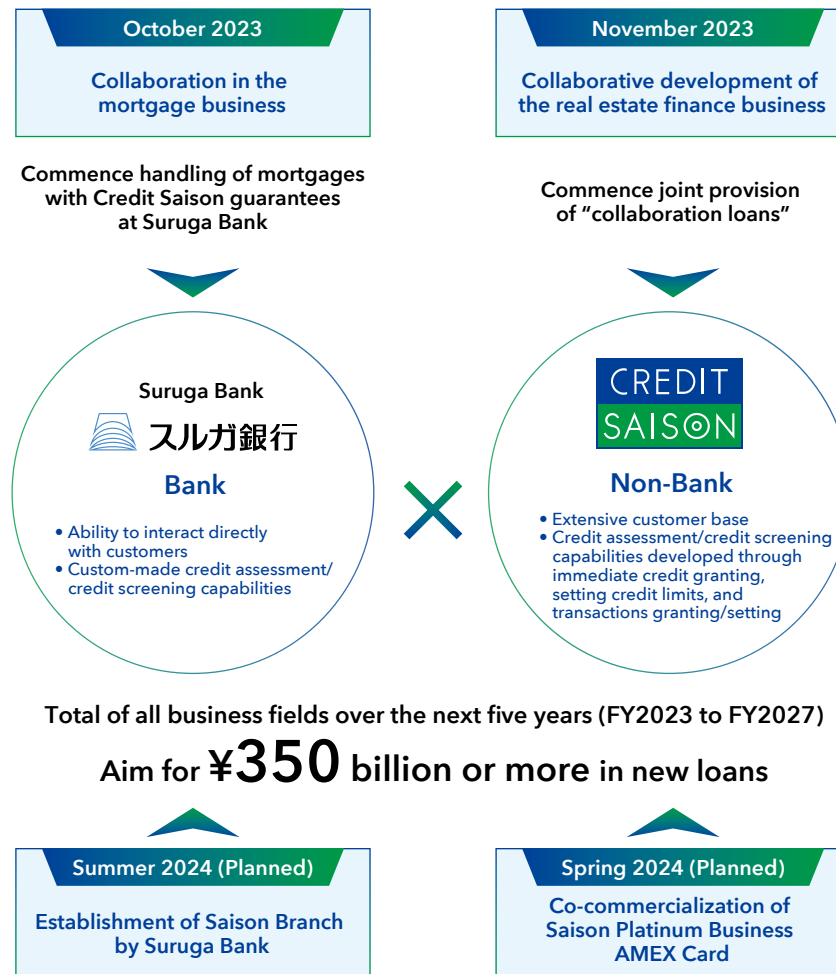 October 2023
Collaboration in the
mortgage business
Commence handling of mortgages
with Credit Saison guarantees
at Suruga Bank
November 2023
Collaborative development of
the real estate finance business
Commence joint provision
of “collaboration loans”
Suruga Bank
スルガ銀行
Bank
• Ability to interact directly
with customers
• Custom-made credit assessment/
credit screening capabilities
CREDIT
SAISON
Non-Bank
• Extensive customer base
• Credit assessment/credit screening
capabilities developed through
immediate credit granting,
setting credit limits, and
transactions granting/setting
Total of all business fields over the next five years (FY2023 to FY2027)
Aim for ¥350 billion or more in new loans
Summer 2024 (Planned)
Establishment of Saison Branch
by Suruga Bank
Spring 2024 (Planned)
Co-commercialization of
Saison Platinum Business
AMEX Card